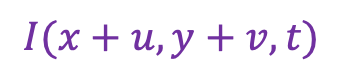 I(x + u, y + v, t)